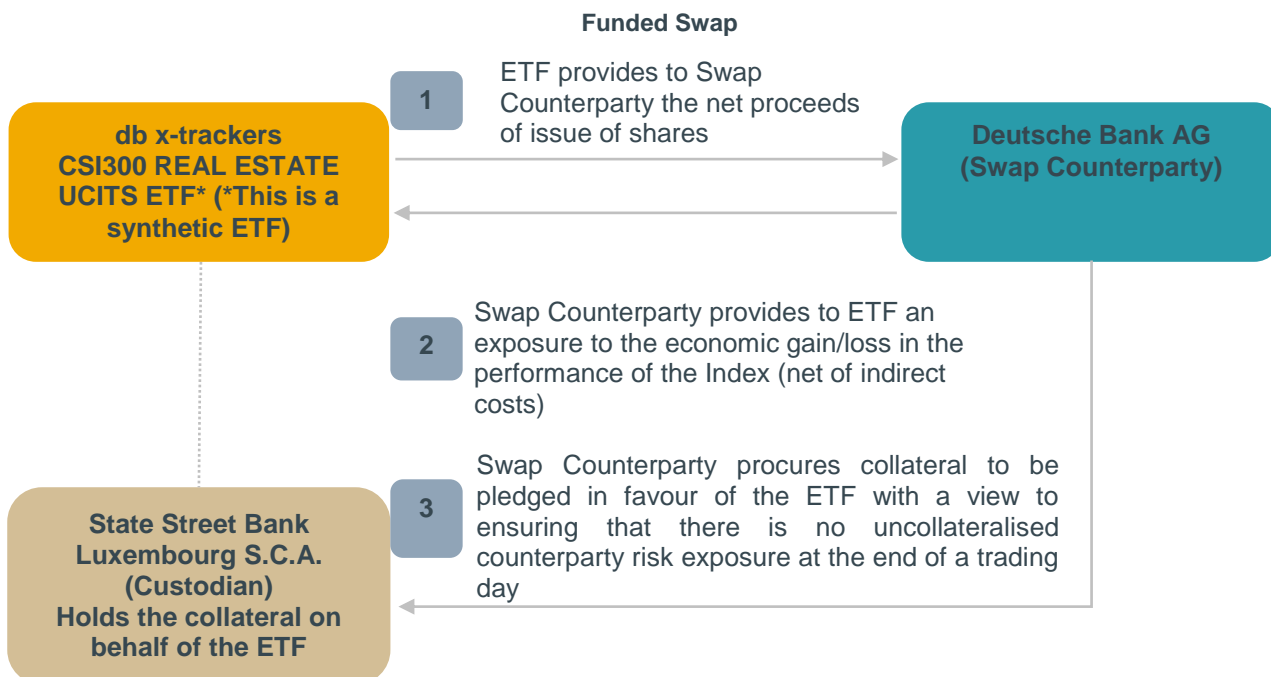 Funded Swap
1
ETF provides to Swap
Counterparty the net proceeds
of issue of shares
db x-trackers
CSI300 REAL ESTATE
UCITS ETF* (*This is a
synthetic ETF)
Deutsche Bank AG
(Swap Counterparty)
2
Swap Counterparty provides to ETF an
exposure to the economic gain/loss in the
performance of the Index (net of indirect
costs)
3
Swap Counterparty procures collateral to be
pledged in favour of the ETF with a view to
ensuring that there is no uncollateralised
counterparty risk exposure at the end of a trading
day
State Street Bank
Luxembourg S.C.A.
(Custodian)
Holds the collateral on
behalf of the ETF